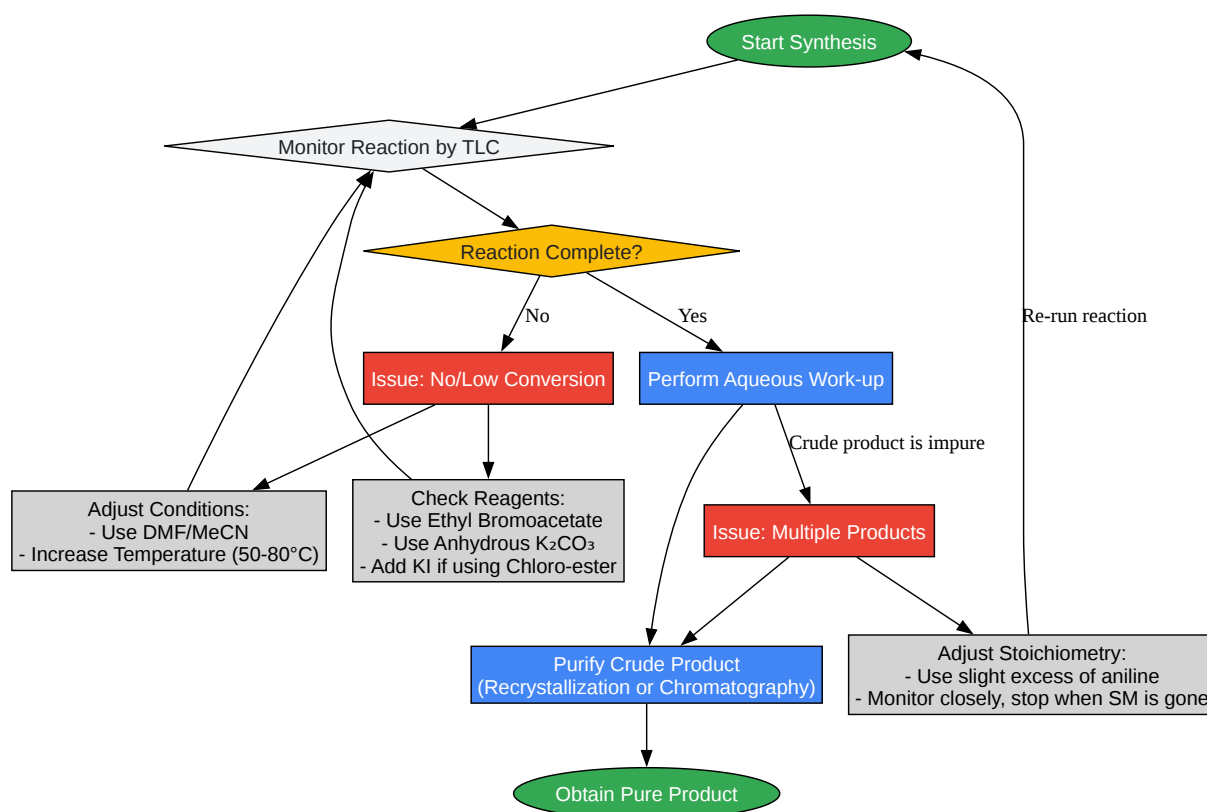 Start Synthesis
Monitor Reaction by TLC
Reaction Complete?
No
Yes
Re-run reaction
Issue: No/Low Conversion
Perform Aqueous Work-up
Crude product is impure
Adjust Conditions:
- Use DMF/MeCN
- Increase Temperature (50-80°C)
Check Reagents:
- Use Ethyl Bromoacetate
- Use Anhydrous K₂CO₃
- Add KI if using Chloro-ester
Issue: Multiple Products
Purify Crude Product
(Recrystallization or Chromatography)
Adjust Stoichiometry:
- Use slight excess of aniline
- Monitor closely, stop when SM is gone
Obtain Pure Product